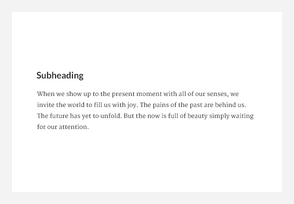 Subheading
When we show up to the present moment with all of our senses, we
invite the world to fill us with joy. The pains of the past are behind us.
The future has yet to unfold. But the now is full of beauty simply waiting
for our attention.